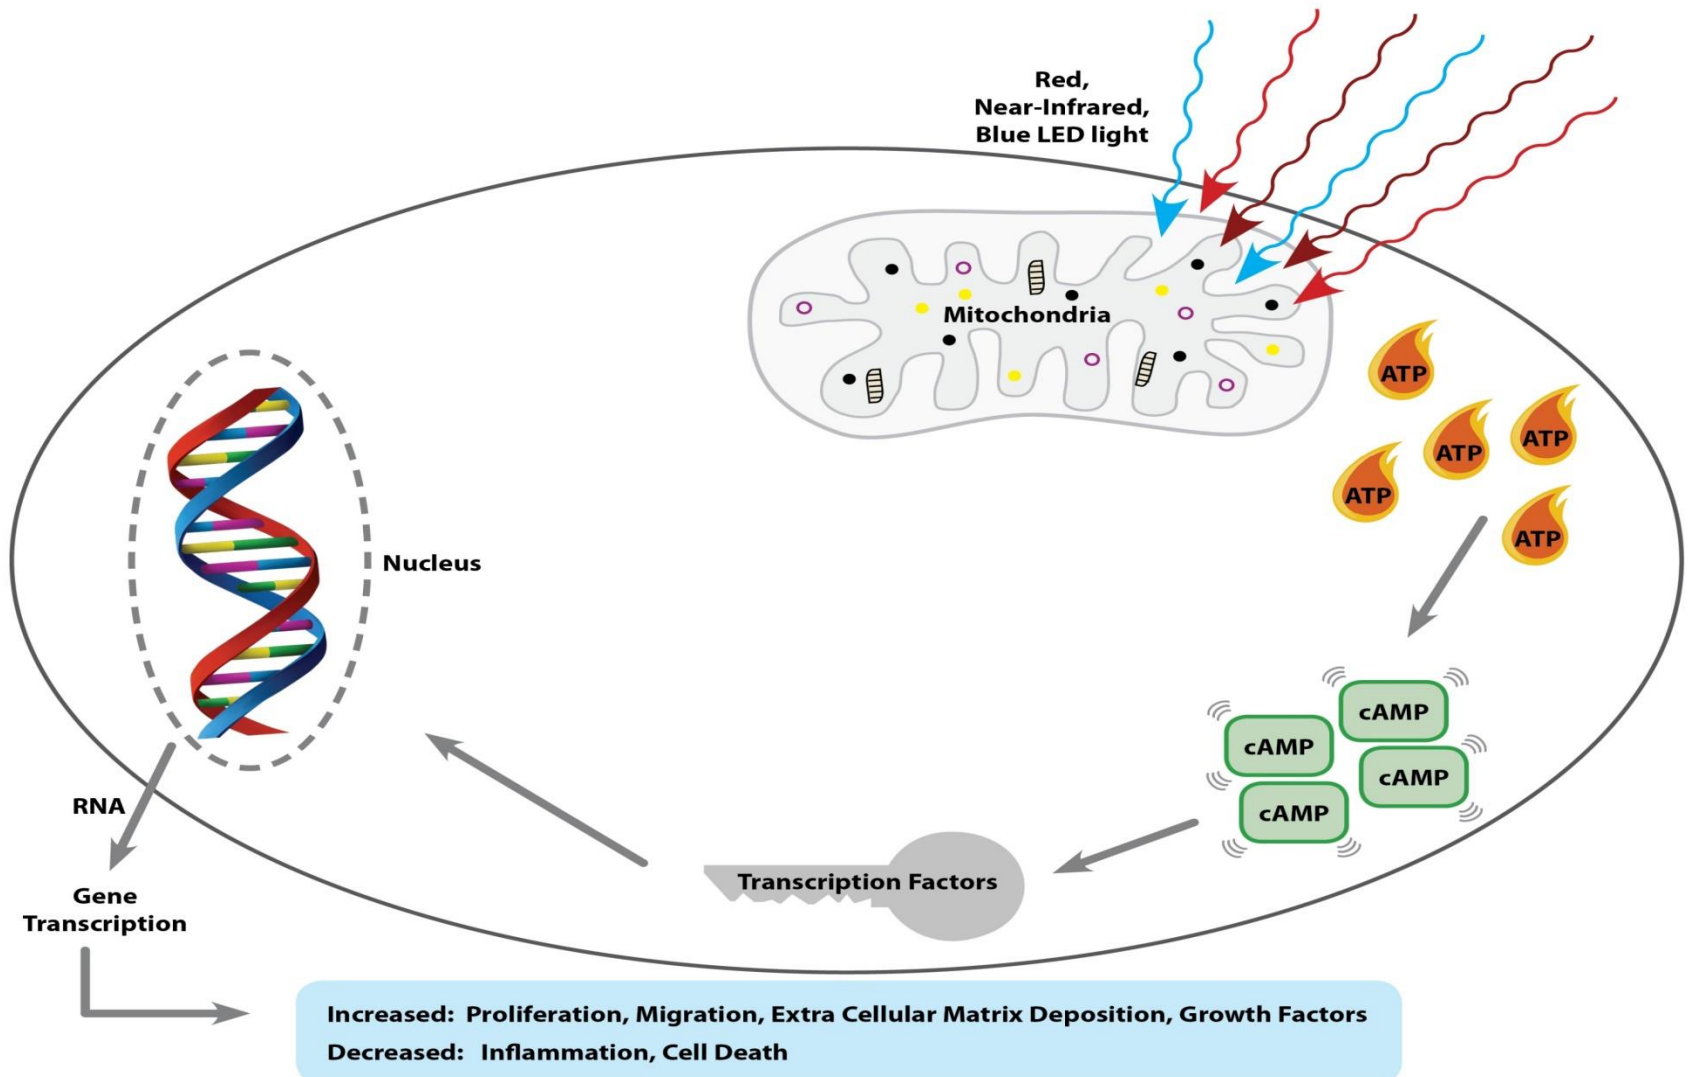 Red,
Near-Infrared,
Blue LED light
Mitochondria
ATP
ATP
ATP
ATP
ATP
Nucleus
cAMP
cAMP
cAMP
cAMP
RNA
Transcription Factors
Gene
Transcription
Increased: Proliferation, Migration, Extra Cellular Matrix Deposition, Growth Factors
Decreased: Inflammation, Cell Death